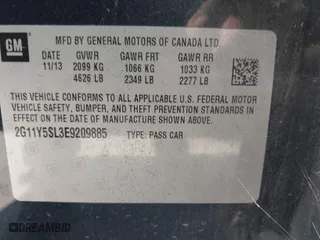 GM
MFD BY GENERAL MOTORS OF CANADA LTD.
DATE GVWR GAWR FRT GAWR RR
11/13 2099 KG 1066 KG 1033 KG
4626 LB 2349 LB 2277 LB
THIS VEHICLE CONFORMS TO ALL APPLICABLE U.S. FEDERAL MOTOR
VEHICLE SAFETY, BUMPER, AND THEFT PREVENTION STANDARDS IN
EFFECT ON THE DATE OF MANUFACTURE SHOWN ABOVE.
2G11Y5SL3E9209885 TYPE: PASS CAR
DREAMBID